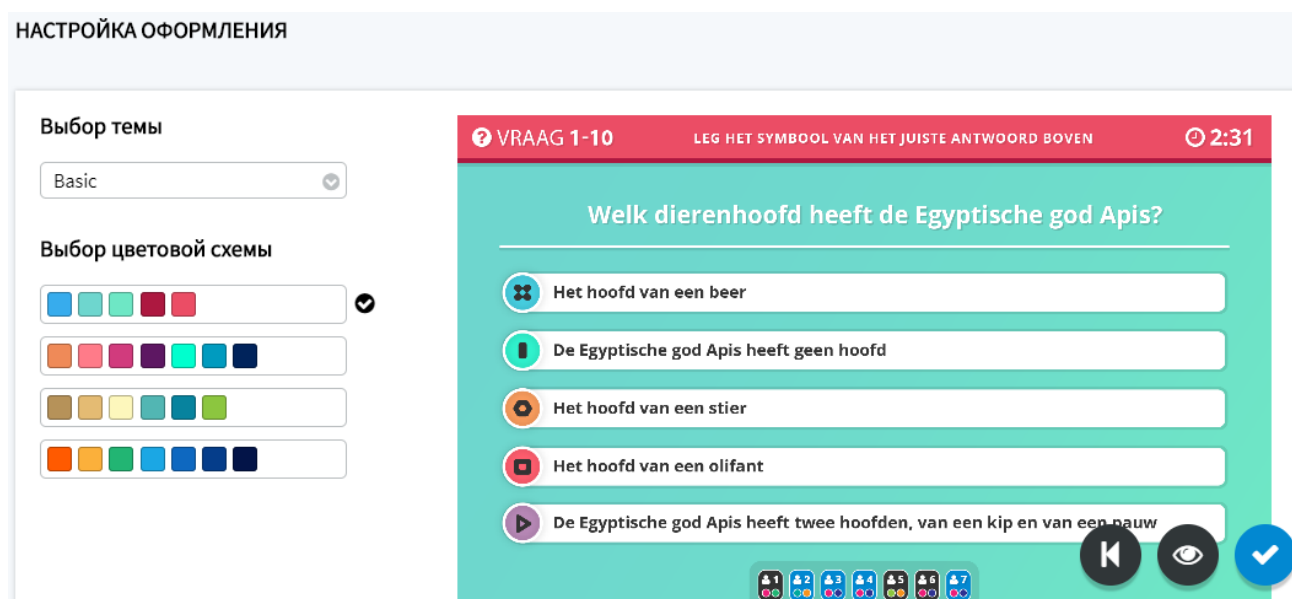 НАСТРОЙКА ОФОРМЛЕНИЯ
Выбор темы
Basic
Выбор цветовой схемы
VRAAG 1-10
LEG HET SYMBOOL VAN HET JUISTE ANTWOORD BOVEN
2:31
Welk dierenhoofd heeft de Egyptische god Apis?
Het hoofd van een beer
De Egyptische god Apis heeft geen hoofd
Het hoofd van een stier
Het hoofd van een olifant
De Egyptische god Apis heeft twee hoofden, van een kip en van een pauw
1 2 3 4 5 6 7